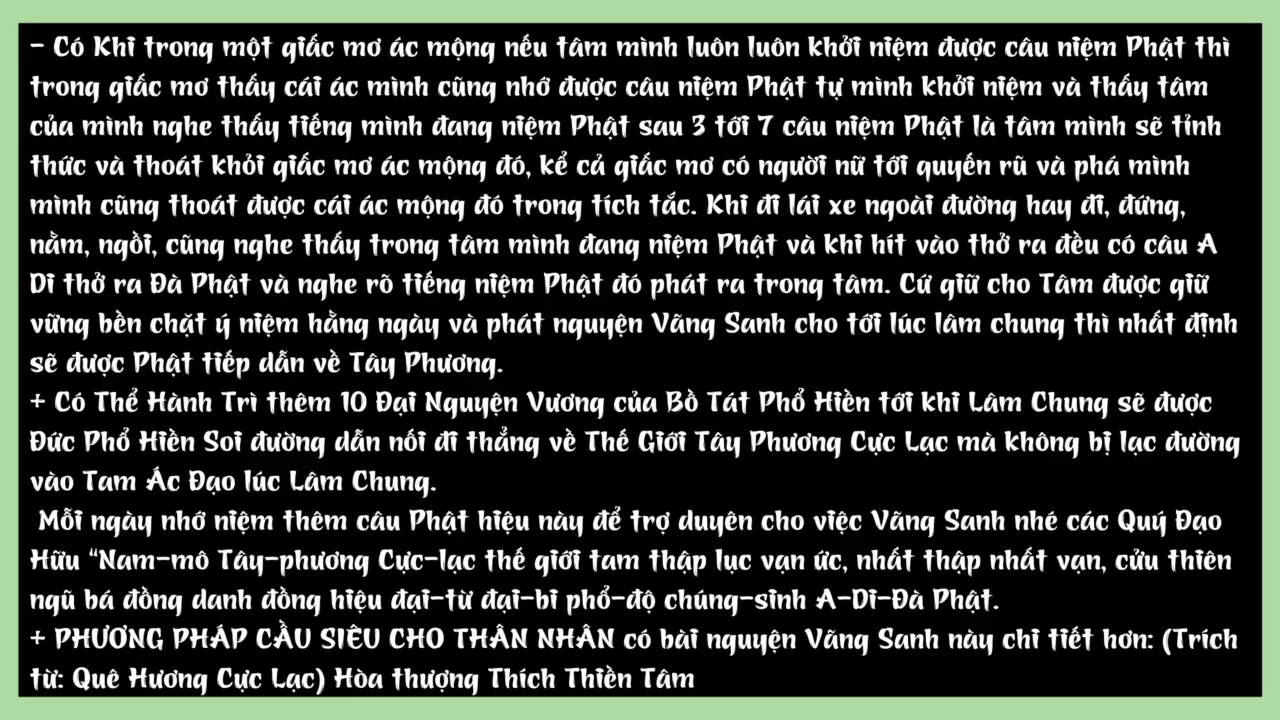 - Có Khi trong một giấc mơ ác mộng nếu tâm mình luôn luôn khởi niệm được câu niệm Phật thì
trong giấc mơ thấy cái ác mình cũng nhớ được câu niệm Phật tự mình khởi niệm và thấy tâm
của mình nghe thấy tiếng mình đang niệm Phật sau 3 tới 7 câu niệm Phật là tâm mình sẽ tỉnh
thức và thoát khỏi giấc mơ ác mộng đó, kể cả giấc mơ có người nữ tới quyến rũ và phá mình
mình cũng thoát được cái ác mộng đó trong tích tắc. Khi đi lái xe ngoài đường hay đi, đứng,
nằm, ngồi, cũng nghe thấy trong tâm mình đang niệm Phật và khi hít vào thở ra đều có câu A
Di thở ra Đà Phật và nghe rõ tiếng niệm Phật đó phát ra trong tâm. Cứ giữ cho Tâm được giữ
vững bền chặt ý niệm hằng ngày và phát nguyện Vãng Sanh cho tới lúc lâm chung thì nhất định
sẽ được Phật tiếp dẫn về Tây Phương.
+ Có Thể Hành Trì thêm 10 Đại Nguyện Vương của Bồ Tát Phổ Hiền tới khi Lâm Chung sẽ được
Đức Phổ Hiền Soi đường dẫn nối đi thẳng về Thế Giới Tây Phương Cực Lạc mà không bị lạc đường
vào Tam Ác Đạo lúc Lâm Chung.
Mỗi ngày nhớ niệm thêm câu Phật hiệu này để trợ duyên cho việc Vãng Sanh nhé các Quý Đạo
Hữu “Nam-mô Tây-phương Cực-lạc thế giới tam thập lục vạn ức, nhất thập nhất vạn, cửu thiên
ngũ bá đồng danh đồng hiệu đại-từ đại-bi phổ-độ chúng-sinh A-Di-Đà Phật.
+ PHƯƠNG PHÁP CẦU SIÊU CHO THÂN NHÂN có bài nguyện Vãng Sanh này chi tiết hơn: (Trích
từ: Quê Hương Cực Lạc) Hòa thượng Thích Thiền Tâm